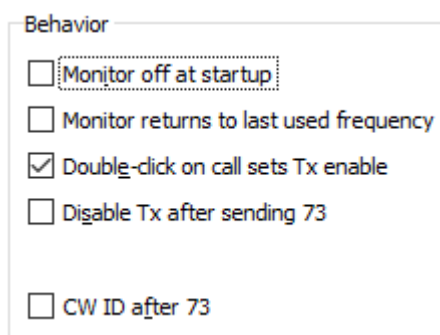 Behavior
Monitor off at startup
Monitor returns to last used frequency
Double-click on call sets Tx enable
Disable Tx after sending 73
CW ID after 73